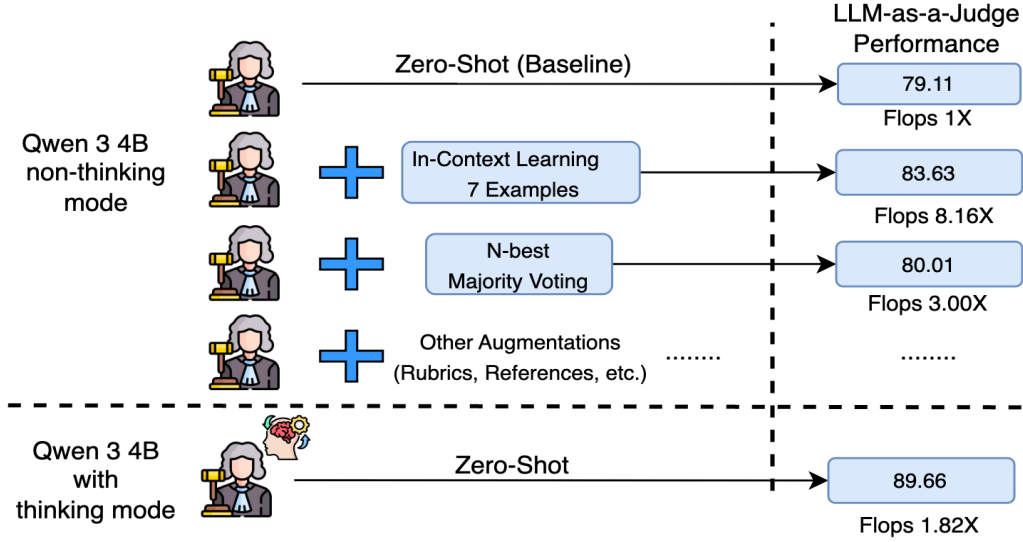 LLM-as-a-Judge
Performance
Zero-Shot (Baseline)
79.11
Flops 1X
Qwen 3 4B
non-thinking
mode
In-Context Learning
7 Examples
83.63
Flops 8.16X
N-best
Majority Voting
80.01
Flops 3.00X
Other Augmentations
(Rubrics, References, etc.)
........
........
Qwen 3 4B
with
thinking mode
Zero-Shot
89.66
Flops 1.82X